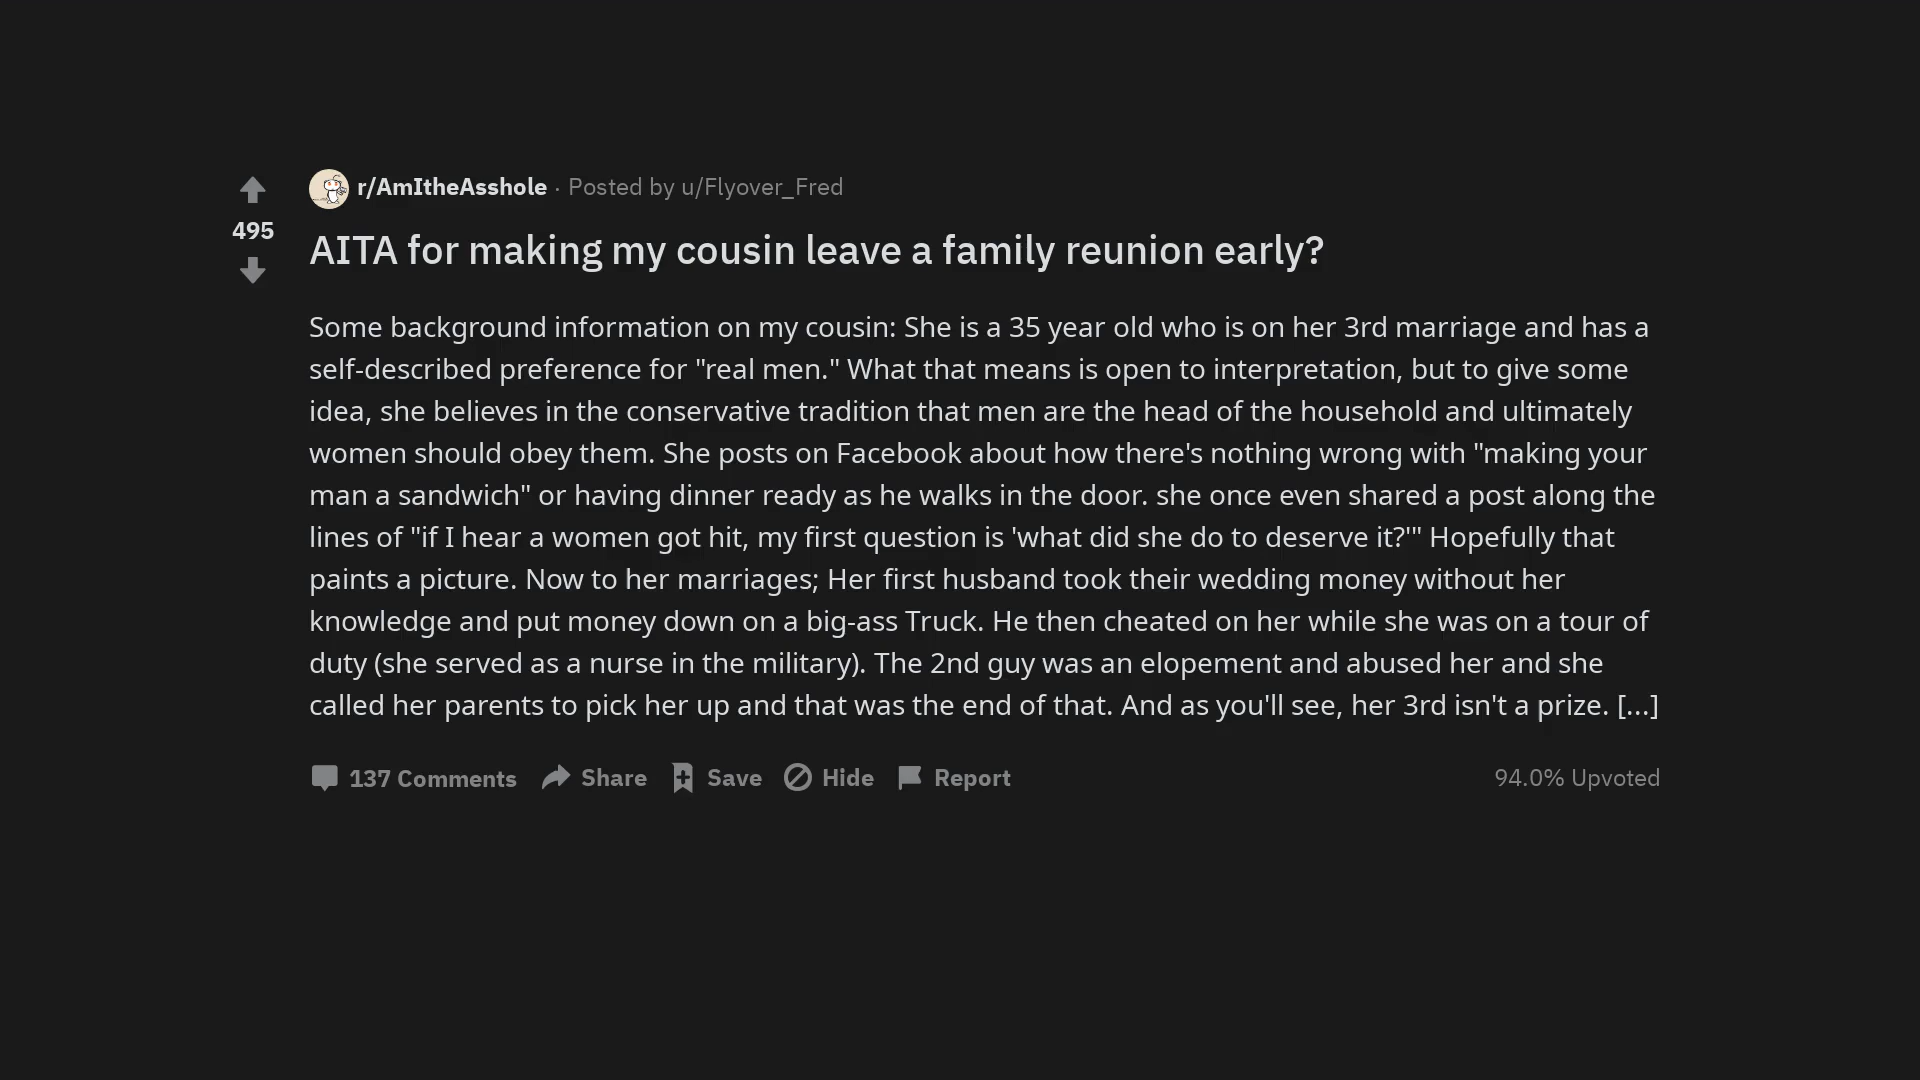 r/AmItheAsshole · Posted by u/Flyover_Fred
495
AITA for making my cousin leave a family reunion early?
Some background information on my cousin: She is a 35 year old who is on her 3rd marriage and has a
self-described preference for "real men." What that means is open to interpretation, but to give some
idea, she believes in the conservative tradition that men are the head of the household and ultimately
women should obey them. She posts on Facebook about how there's nothing wrong with "making your
man a sandwich" or having dinner ready as he walks in the door. she once even shared a post along the
lines of "if I hear a women got hit, my first question is 'what did she do to deserve it?'" Hopefully that
paints a picture. Now to her marriages; Her first husband took their wedding money without her
knowledge and put money down on a big-ass Truck. He then cheated on her while she was on a tour of
duty (she served as a nurse in the military). The 2nd guy was an elopement and abused her and she
called her parents to pick her up and that was the end of that. And as you'll see, her 3rd isn't a prize. [...]
137 Comments Share Save Hide Report 94.0% Upvoted